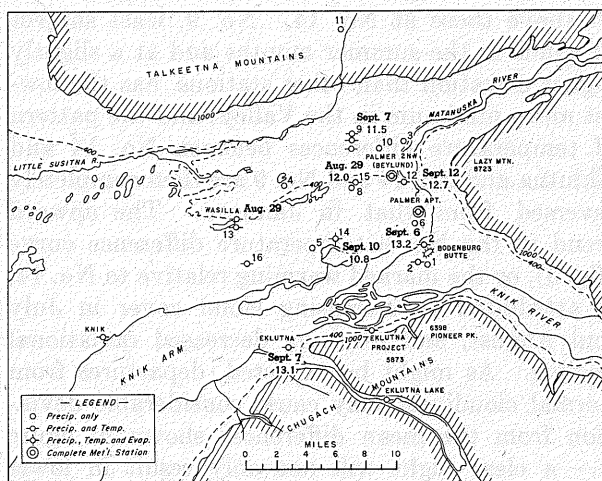 11
TALKEETNA MOUNTAINS
1000
400
MATANUSKA RIVER
Sept. 7
9 11.5
10
3
PALMER 2NW
(BEYLUND)
LAZY MTN.
6723
LITTLE SUSITNA R.
400
Aug. 29
12.0
15
12
Sept. 12
12.7
4
8
WASILLA
Aug. 29
13
PALMER APT.
6
Sept. 6
13.2
2
BODENBURG
BUTTE
14
5
Sept. 10
10.8
2
16
1000
400
KNIK RIVER
KNIK
KNIK ARM
EKLUTNA
400
1000
EKLUTNA
PROJECT
6398
PIONEER PK.
5873
Sept. 7
13.1
EKLUTNA LAKE
CHUGACH MOUNTAINS
— LEGEND —
Precip. only
Precip. and Temp.
Precip., Temp. and Evap.
Complete Met'l. Station
MILES
0 2 4 6 8 10